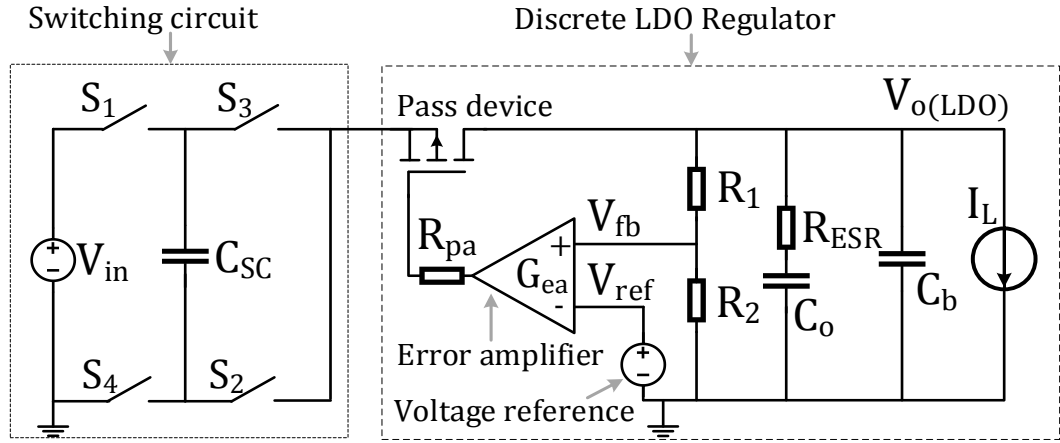 Switching circuit
Discrete LDO Regulator
S1
S3
Pass device
Vo(LDO)
R1
IL
Vfb
RESR
Rpa
+
Vin
CSC
Gea
Vref
Cb
R2
Co
-
Error amplifier
S4
S2
Voltage reference